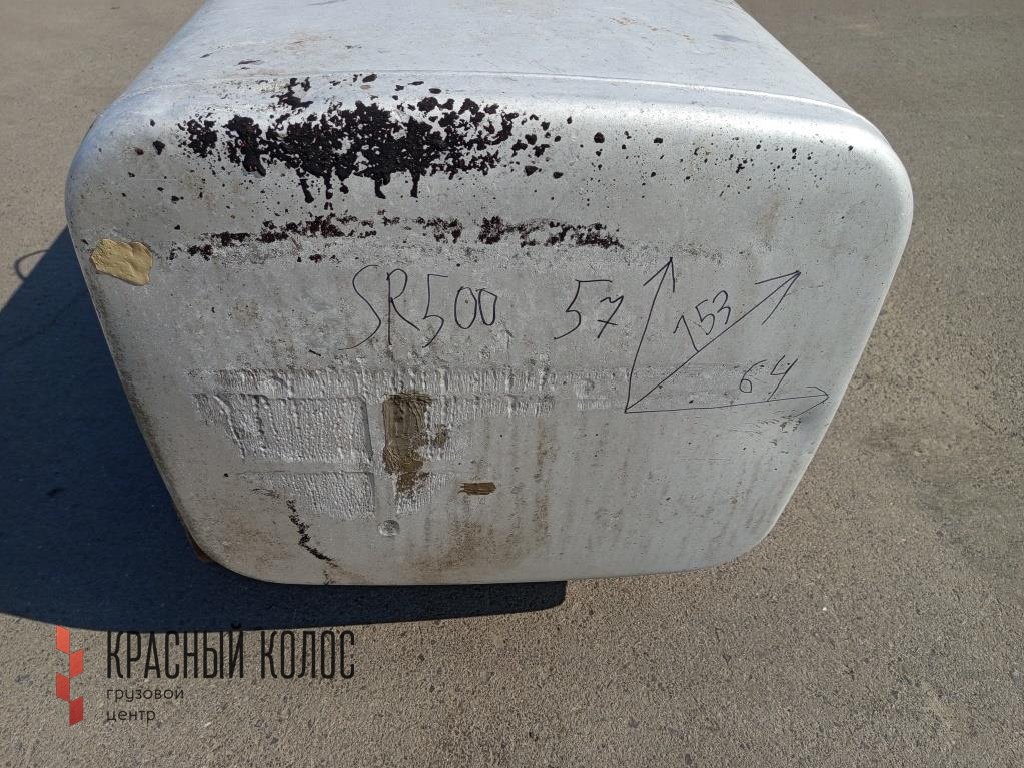 SR500 57 153
64
КРАСНЫЙ КОЛОС
грузовой
центр